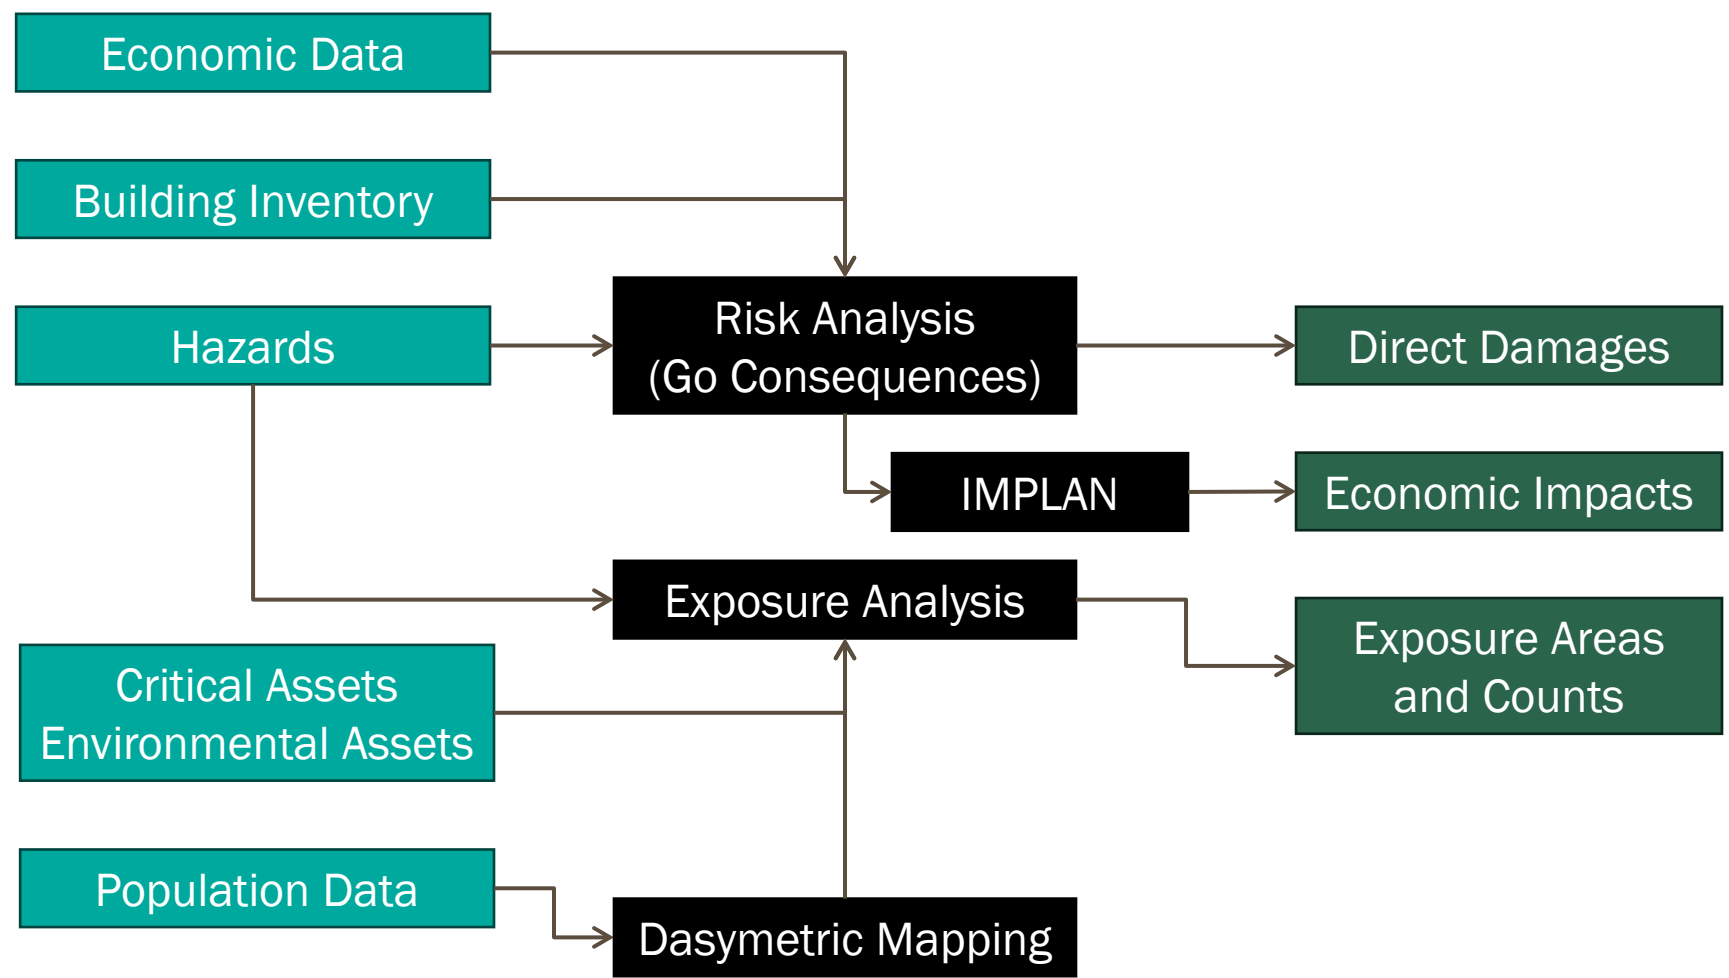 Economic Data
Building Inventory
Hazards
Risk Analysis
(Go Consequences)
Direct Damages
IMPLAN
Economic Impacts
Exposure Analysis
Exposure Areas
and Counts
Critical Assets
Environmental Assets
Population Data
Dasymetric Mapping